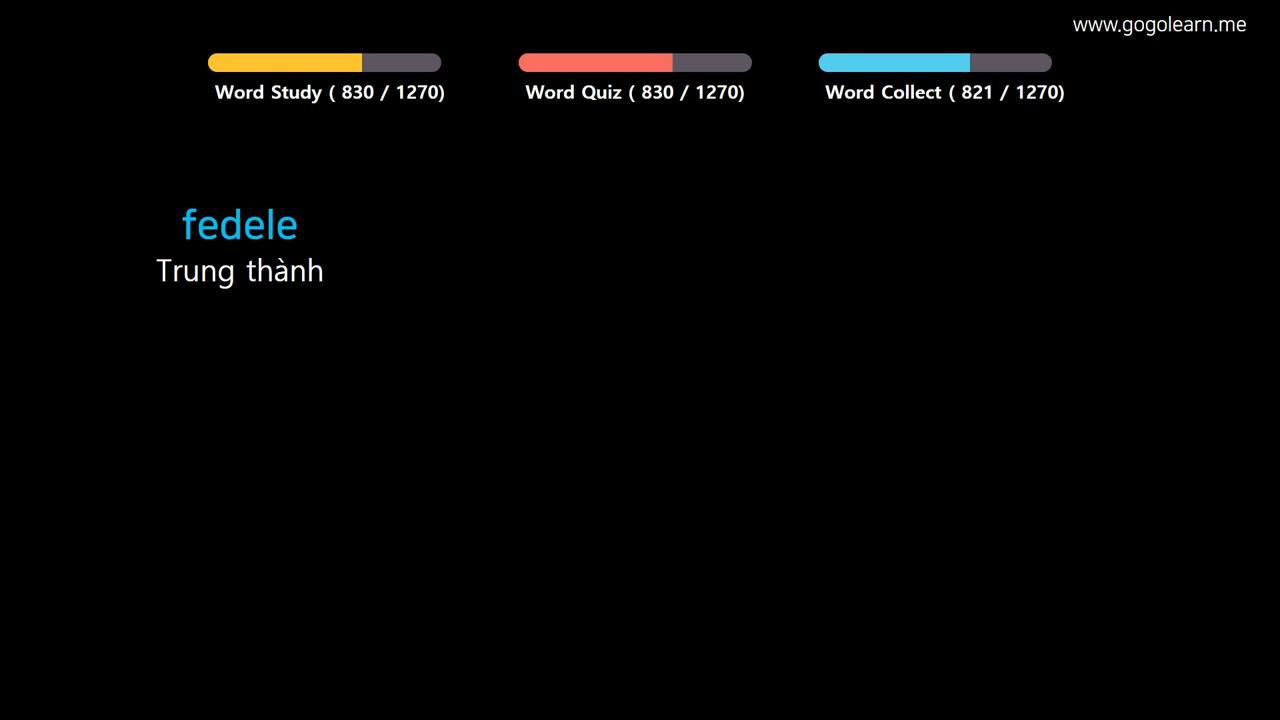 www.gogolearn.me
Word Study ( 830 / 1270)
Word Quiz ( 830 / 1270)
Word Collect ( 821 / 1270)
fedele
Trung thành